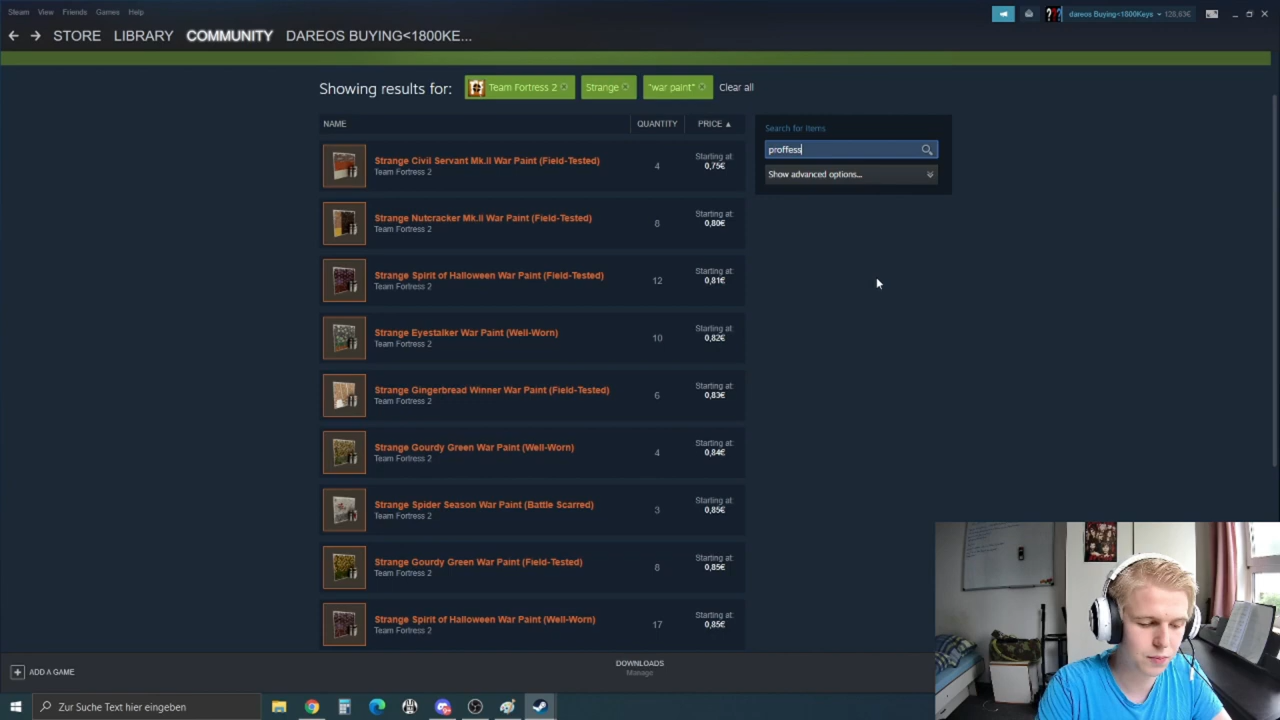 Steam View Friends Games Help
dareos Buying<1800Keys 128,63€
STORE LIBRARY COMMUNITY DAREOS BUYING<1800KE...
Showing results for: Team Fortress 2 Strange "war paint" Clear all
NAME QUANTITY PRICE ▲
Search for Items
proffess
Show advanced options...
Strange Civil Servant Mk.II War Paint (Field-Tested)
Team Fortress 2
4
Starting at:
0,75€
Strange Nutcracker Mk.II War Paint (Field-Tested)
Team Fortress 2
8
Starting at:
0,80€
Strange Spirit of Halloween War Paint (Field-Tested)
Team Fortress 2
12
Starting at:
0,81€
Strange Eyestalker War Paint (Well-Worn)
Team Fortress 2
10
Starting at:
0,82€
Strange Gingerbread Winner War Paint (Field-Tested)
Team Fortress 2
6
Starting at:
0,83€
Strange Gourdy Green War Paint (Well-Worn)
Team Fortress 2
4
Starting at:
0,84€
Strange Spider Season War Paint (Battle Scarred)
Team Fortress 2
3
Starting at:
0,85€
Strange Gourdy Green War Paint (Field-Tested)
Team Fortress 2
8
Starting at:
0,85€
Strange Spirit of Halloween War Paint (Well-Worn)
Team Fortress 2
17
Starting at:
0,85€
ADD A GAME
DOWNLOADS
Manage
Zur Suche Text hier eingeben